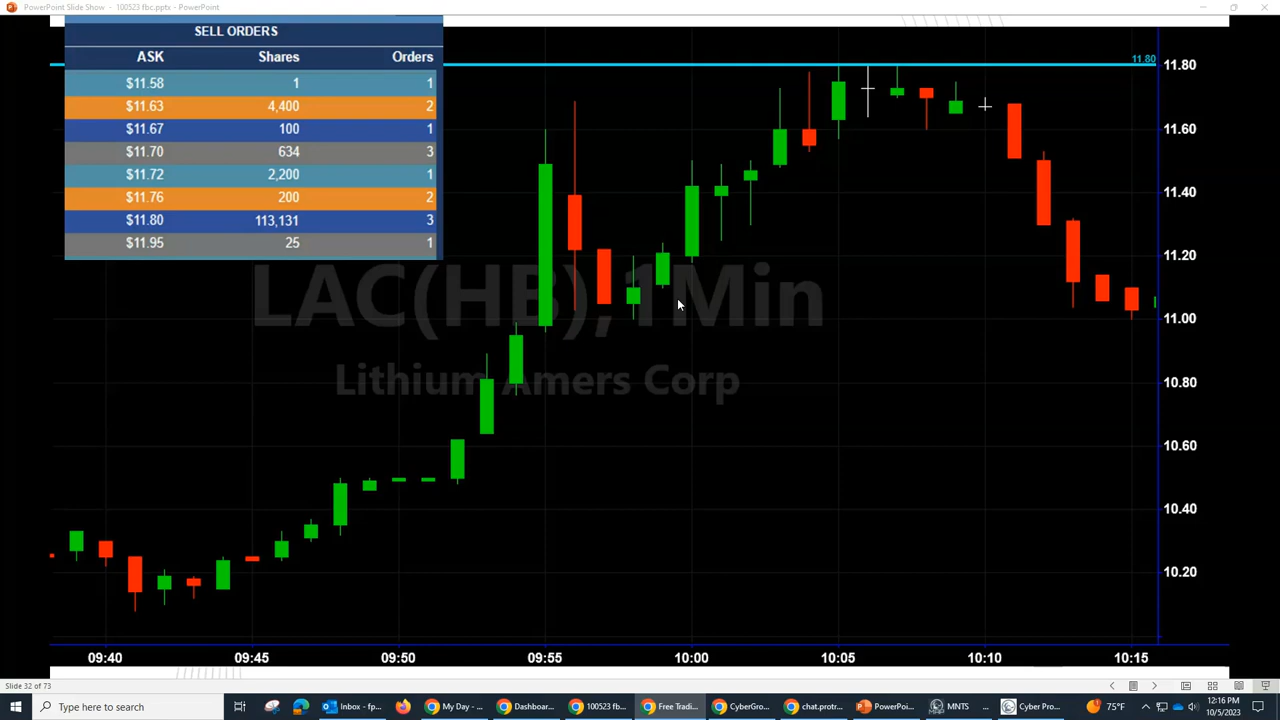 PowerPoint Slide Show - 100523 fbc.pptx - PowerPoint
SELL ORDERS
ASK Shares Orders
$11.58 1 1
$11.63 4,400 2
$11.67 100 1
$11.70 634 3
$11.72 2,200 1
$11.76 200 2
$11.80 113,131 3
$11.95 25 1
11.80
11.80
11.60
11.40
11.20
11.00
10.80
10.60
10.40
10.20
LAC(HB),1Min
Lithium Amers Corp
09:40 09:45 09:50 09:55 10:00 10:05 10:10 10:15
Slide 32 of 73
Type here to search
Inbox - fp...
My Day - ...
Dashboar...
100523 fb...
Free Tradi...
CyberGro...
chat.protr...
PowerPoi...
MNTS ...
Cyber Pro...
75°F
12:16 PM
10/5/2023